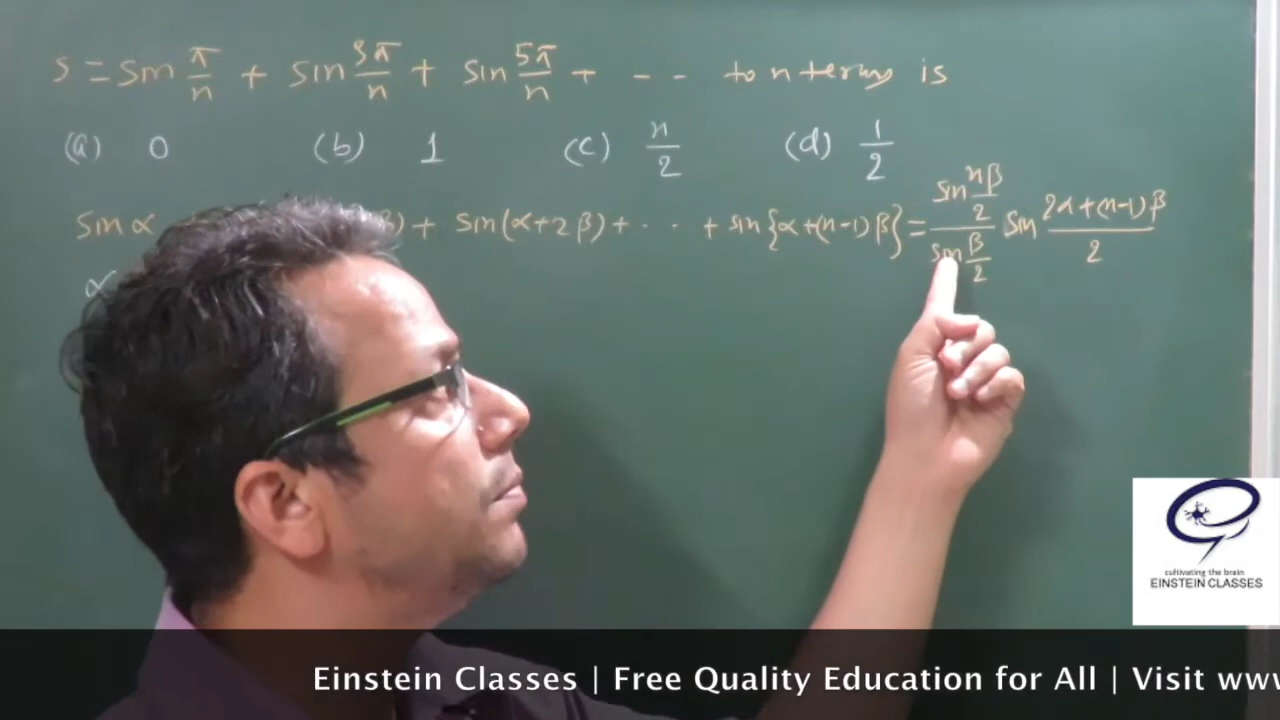 S = sin π/n + sin 3π/n + sin 5π/n + - - to n terms is
(a) 0 (b) 1 (c) n/2 (d) 1/2
sin α β) + sin(α+2β) + · · · + sin{α+(n-1)β} = (sin nβ/2)/(sin β/2) sin (2α+(n-1)β)/2
α
cultivating the brain
EINSTEIN CLASSES
Einstein Classes | Free Quality Education for All | Visit www